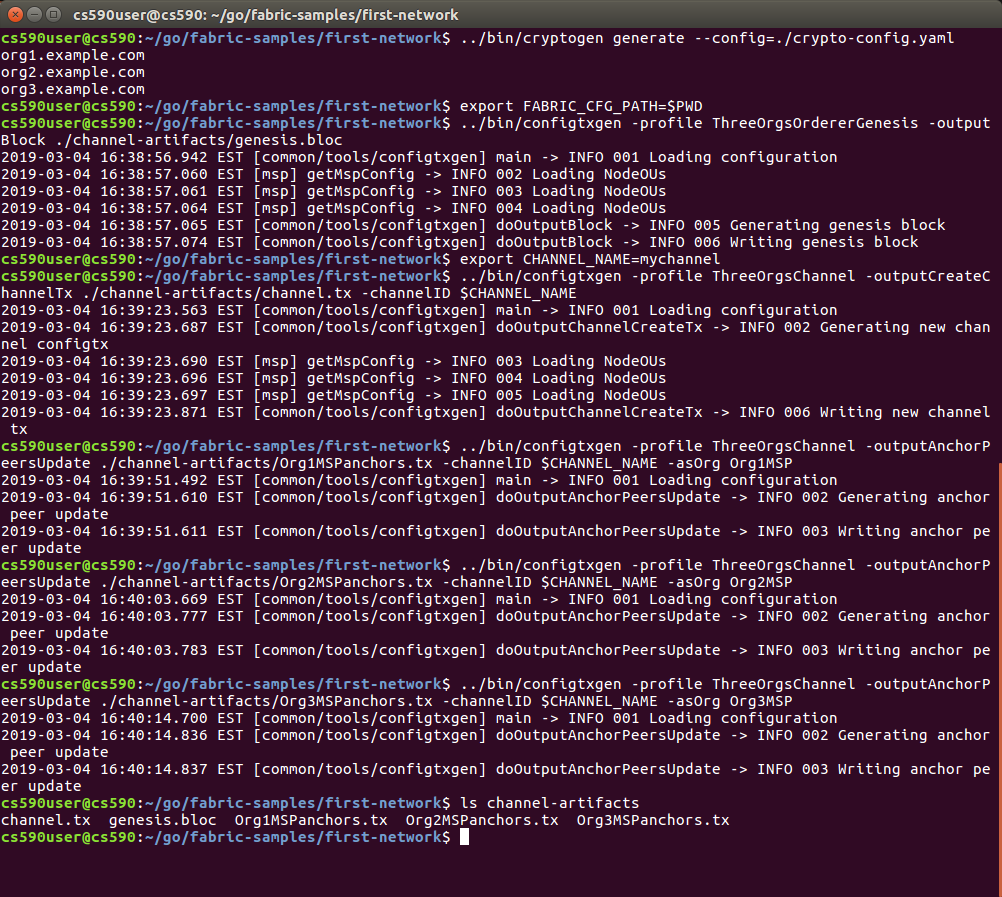 cs590user@cs590: ~/go/fabric-samples/first-network
cs590user@cs590:~/go/fabric-samples/first-network$ ../bin/cryptogen generate --config=./crypto-config.yaml
org1.example.com
org2.example.com
org3.example.com
cs590user@cs590:~/go/fabric-samples/first-network$ export FABRIC_CFG_PATH=$PWD
cs590user@cs590:~/go/fabric-samples/first-network$ ../bin/configtxgen -profile ThreeOrgsOrdererGenesis -output
Block ./channel-artifacts/genesis.bloc
2019-03-04 16:38:56.942 EST [common/tools/configtxgen] main -> INFO 001 Loading configuration
2019-03-04 16:38:57.060 EST [msp] getMspConfig -> INFO 002 Loading NodeOUs
2019-03-04 16:38:57.061 EST [msp] getMspConfig -> INFO 003 Loading NodeOUs
2019-03-04 16:38:57.064 EST [msp] getMspConfig -> INFO 004 Loading NodeOUs
2019-03-04 16:38:57.065 EST [common/tools/configtxgen] doOutputBlock -> INFO 005 Generating genesis block
2019-03-04 16:38:57.074 EST [common/tools/configtxgen] doOutputBlock -> INFO 006 Writing genesis block
cs590user@cs590:~/go/fabric-samples/first-network$ export CHANNEL_NAME=mychannel
cs590user@cs590:~/go/fabric-samples/first-network$ ../bin/configtxgen -profile ThreeOrgsChannel -outputCreateC
hannelTx ./channel-artifacts/channel.tx -channelID $CHANNEL_NAME
2019-03-04 16:39:23.563 EST [common/tools/configtxgen] main -> INFO 001 Loading configuration
2019-03-04 16:39:23.687 EST [common/tools/configtxgen] doOutputChannelCreateTx -> INFO 002 Generating new chan
nel configtx
2019-03-04 16:39:23.690 EST [msp] getMspConfig -> INFO 003 Loading NodeOUs
2019-03-04 16:39:23.696 EST [msp] getMspConfig -> INFO 004 Loading NodeOUs
2019-03-04 16:39:23.697 EST [msp] getMspConfig -> INFO 005 Loading NodeOUs
2019-03-04 16:39:23.871 EST [common/tools/configtxgen] doOutputChannelCreateTx -> INFO 006 Writing new channel
 tx
cs590user@cs590:~/go/fabric-samples/first-network$ ../bin/configtxgen -profile ThreeOrgsChannel -outputAnchorP
eersUpdate ./channel-artifacts/Org1MSPanchors.tx -channelID $CHANNEL_NAME -asOrg Org1MSP
2019-03-04 16:39:51.492 EST [common/tools/configtxgen] main -> INFO 001 Loading configuration
2019-03-04 16:39:51.610 EST [common/tools/configtxgen] doOutputAnchorPeersUpdate -> INFO 002 Generating anchor
 peer update
2019-03-04 16:39:51.611 EST [common/tools/configtxgen] doOutputAnchorPeersUpdate -> INFO 003 Writing anchor pe
er update
cs590user@cs590:~/go/fabric-samples/first-network$ ../bin/configtxgen -profile ThreeOrgsChannel -outputAnchorP
eersUpdate ./channel-artifacts/Org2MSPanchors.tx -channelID $CHANNEL_NAME -asOrg Org2MSP
2019-03-04 16:40:03.669 EST [common/tools/configtxgen] main -> INFO 001 Loading configuration
2019-03-04 16:40:03.777 EST [common/tools/configtxgen] doOutputAnchorPeersUpdate -> INFO 002 Generating anchor
 peer update
2019-03-04 16:40:03.783 EST [common/tools/configtxgen] doOutputAnchorPeersUpdate -> INFO 003 Writing anchor pe
er update
cs590user@cs590:~/go/fabric-samples/first-network$ ../bin/configtxgen -profile ThreeOrgsChannel -outputAnchorP
eersUpdate ./channel-artifacts/Org3MSPanchors.tx -channelID $CHANNEL_NAME -asOrg Org3MSP
2019-03-04 16:40:14.700 EST [common/tools/configtxgen] main -> INFO 001 Loading configuration
2019-03-04 16:40:14.836 EST [common/tools/configtxgen] doOutputAnchorPeersUpdate -> INFO 002 Generating anchor
 peer update
2019-03-04 16:40:14.837 EST [common/tools/configtxgen] doOutputAnchorPeersUpdate -> INFO 003 Writing anchor pe
er update
cs590user@cs590:~/go/fabric-samples/first-network$ ls channel-artifacts
channel.tx  genesis.bloc  Org1MSPanchors.tx  Org2MSPanchors.tx  Org3MSPanchors.tx
cs590user@cs590:~/go/fabric-samples/first-network$